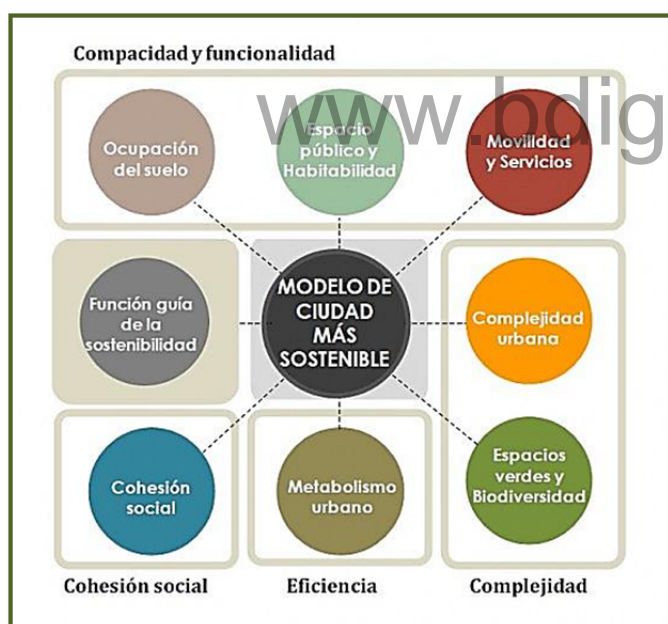 Compacidad y funcionalidad
www.bdig
Ocupación
del suelo
Espacio
público y
Habitabilidad
Movilidad
y Servicios
Función guía
de la
sostenibilidad
MODELO DE
CIUDAD
MÁS
SOSTENIBLE
Complejidad
urbana
Cohesión
social
Metabolismo
urbano
Espacios
verdes y
Biodiversidad
Cohesión social
Eficiencia
Complejidad